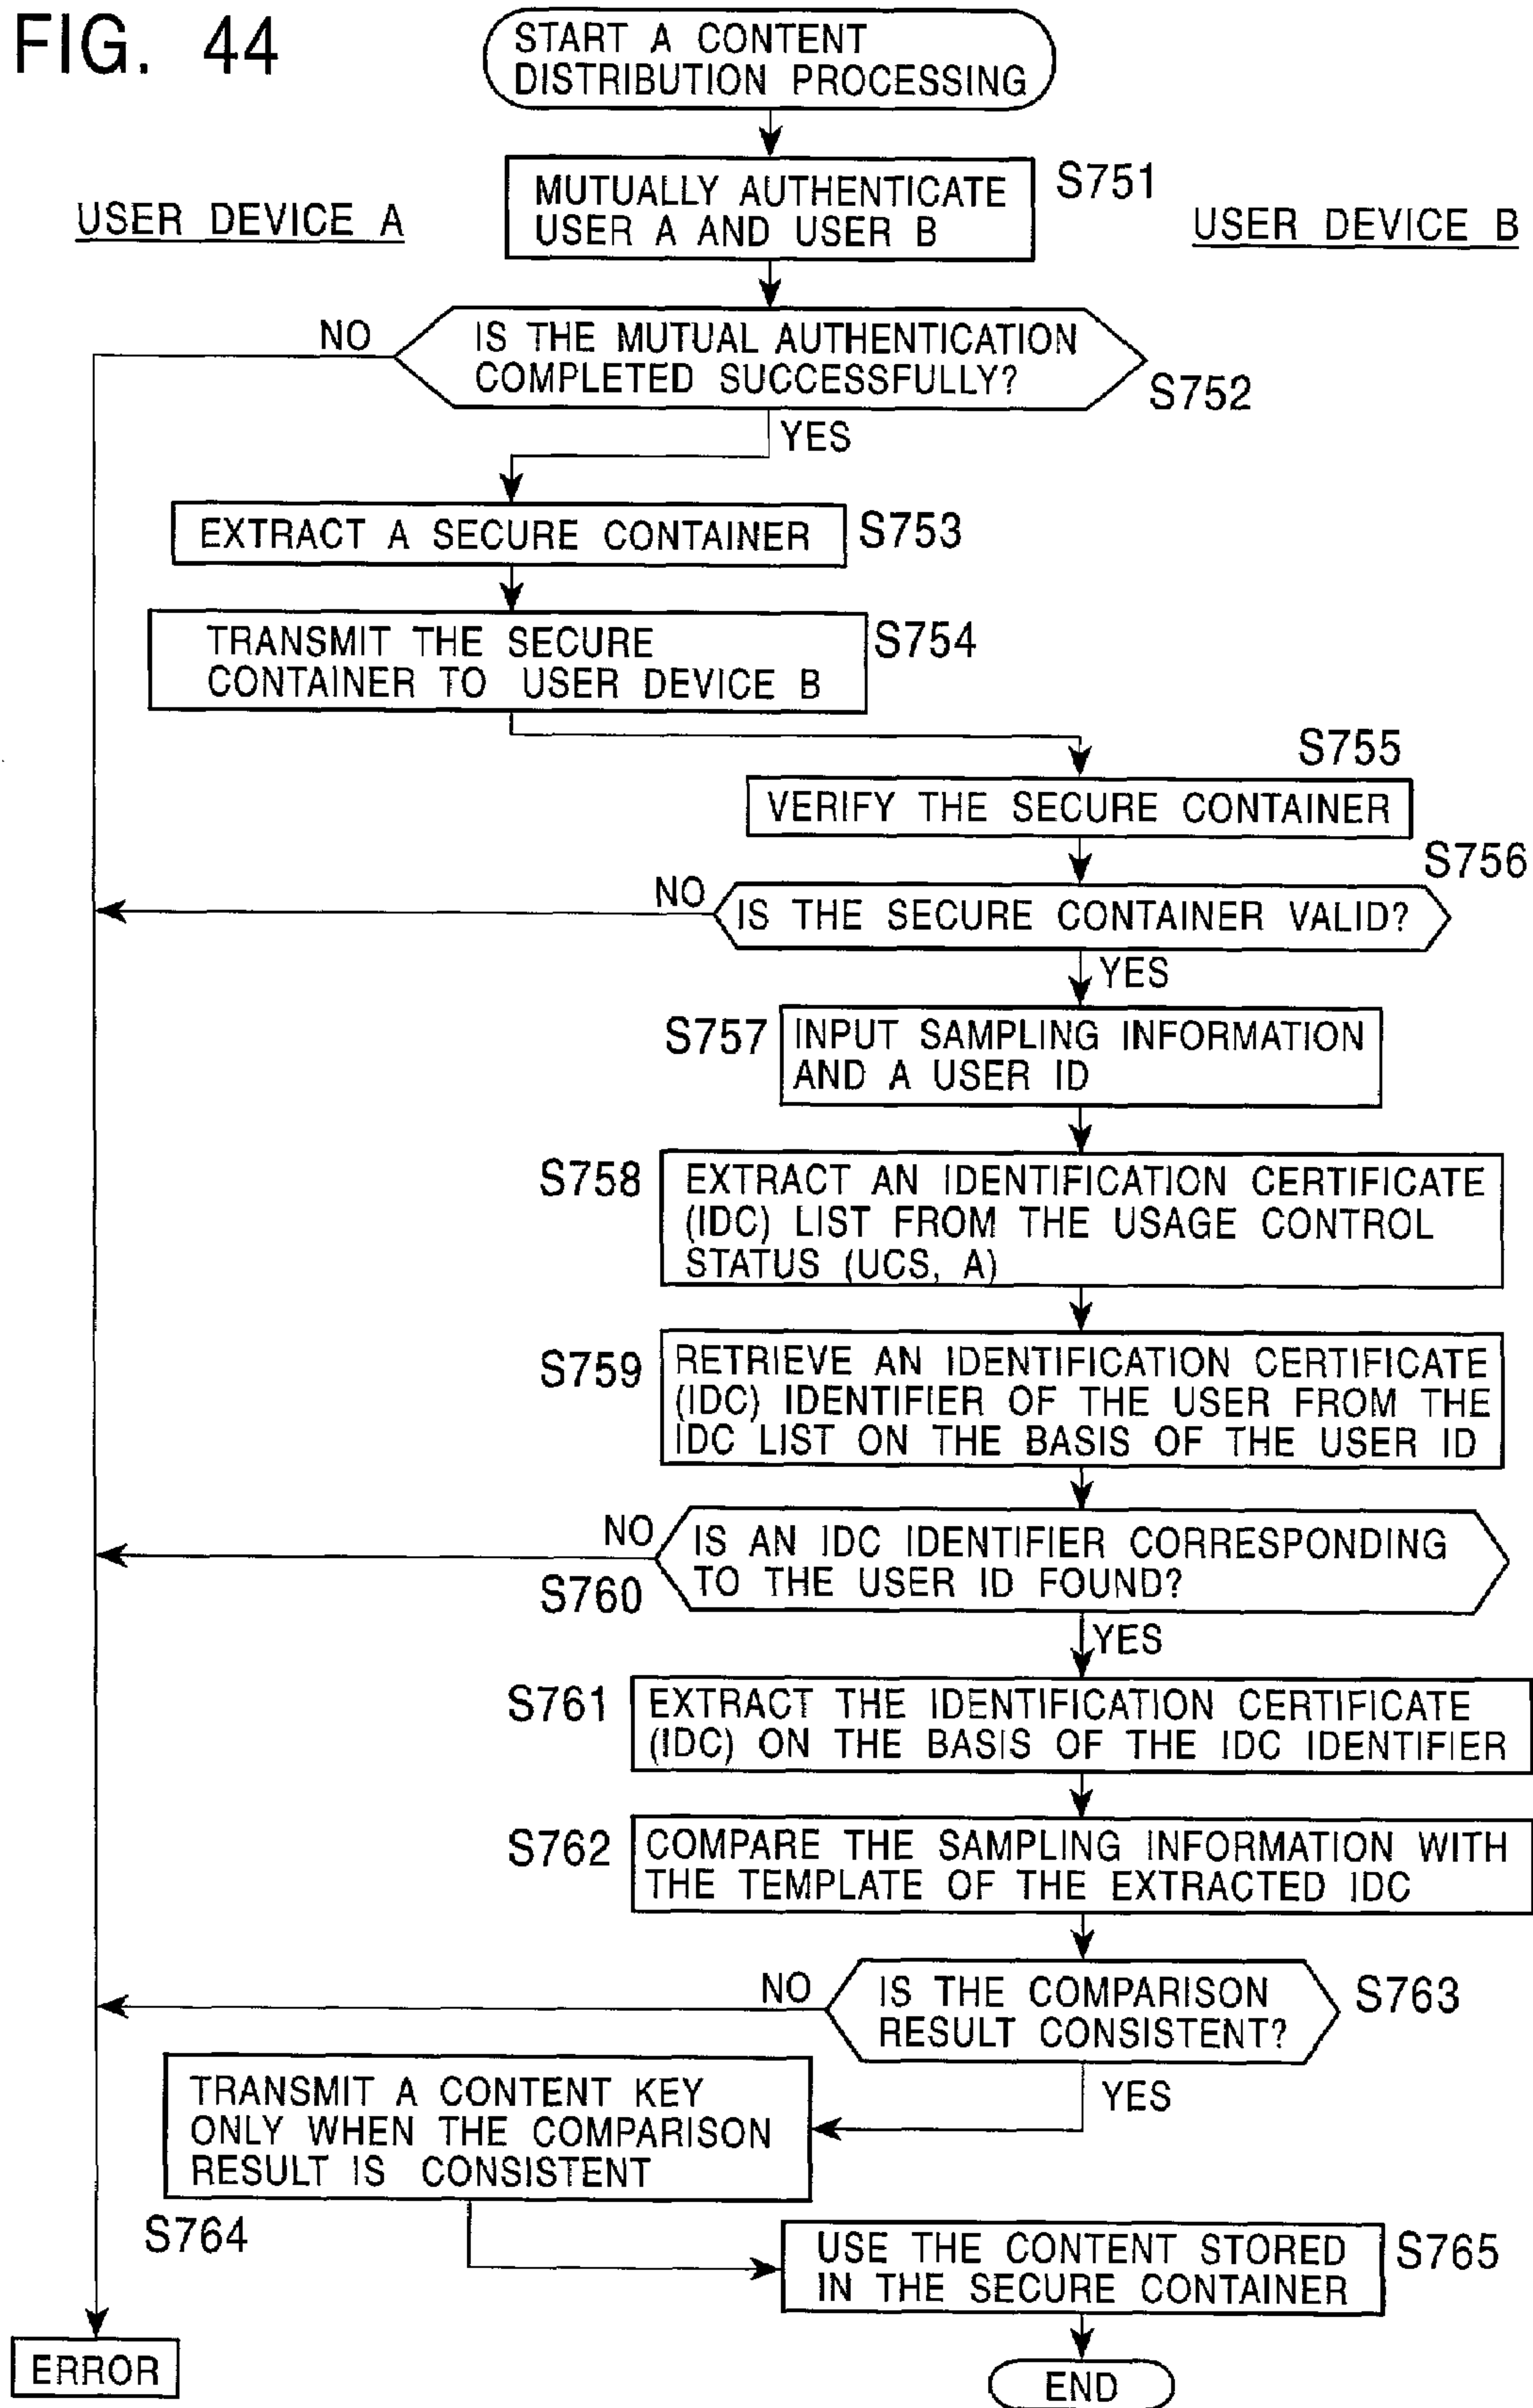 FIG. 44
START A CONTENT
DISTRIBUTION PROCESSING
USER DEVICE A
MUTUALLY AUTHENTICATE
USER A AND USER B
S751
USER DEVICE B
NO
IS THE MUTUAL AUTHENTICATION
COMPLETED SUCCESSFULLY?
S752
YES
EXTRACT A SECURE CONTAINER
S753
TRANSMIT THE SECURE
CONTAINER TO USER DEVICE B
S754
S755
VERIFY THE SECURE CONTAINER
S756
NO
IS THE SECURE CONTAINER VALID?
YES
S757
INPUT SAMPLING INFORMATION
AND A USER ID
S758
EXTRACT AN IDENTIFICATION CERTIFICATE
(IDC) LIST FROM THE USAGE CONTROL
STATUS (UCS, A)
S759
RETRIEVE AN IDENTIFICATION CERTIFICATE
(IDC) IDENTIFIER OF THE USER FROM THE
IDC LIST ON THE BASIS OF THE USER ID
NO
IS AN IDC IDENTIFIER CORRESPONDING
TO THE USER ID FOUND?
S760
YES
S761
EXTRACT THE IDENTIFICATION CERTIFICATE
(IDC) ON THE BASIS OF THE IDC IDENTIFIER
S762
COMPARE THE SAMPLING INFORMATION WITH
THE TEMPLATE OF THE EXTRACTED IDC
NO
IS THE COMPARISON
RESULT CONSISTENT?
S763
YES
TRANSMIT A CONTENT KEY
ONLY WHEN THE COMPARISON
RESULT IS CONSISTENT
S764
USE THE CONTENT STORED
IN THE SECURE CONTAINER
S765
ERROR
END